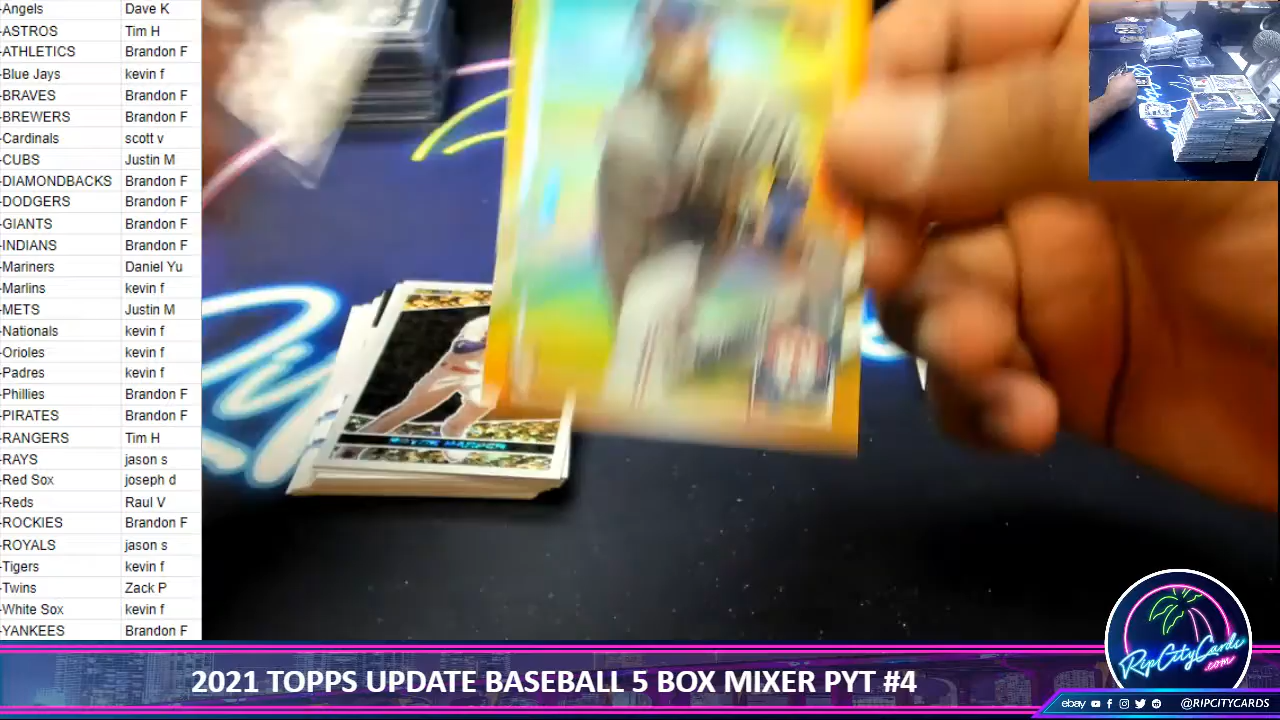 -Angels Dave K
-ASTROS Tim H
-ATHLETICS Brandon F
-Blue Jays kevin f
-BRAVES Brandon F
-BREWERS Brandon F
-Cardinals scott v
-CUBS Justin M
-DIAMONDBACKS Brandon F
-DODGERS Brandon F
-GIANTS Brandon F
-INDIANS Brandon F
-Mariners Daniel Yu
-Marlins kevin f
-METS Justin M
-Nationals kevin f
-Orioles kevin f
-Padres kevin f
-Phillies Brandon F
-PIRATES Brandon F
-RANGERS Tim H
-RAYS jason s
-Red Sox joseph d
-Reds Raul V
-ROCKIES Brandon F
-ROYALS jason s
-Tigers kevin f
-Twins Zack P
-White Sox kevin f
-YANKEES Brandon F
RipCityCards
.com
2021 TOPPS UPDATE BASEBALL 5 BOX MIXER PYT #4
ebay @RIPCITYCARDS